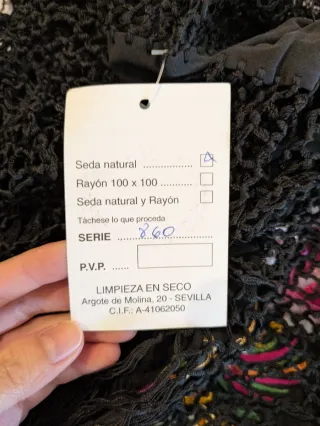 Seda natural ..................
Rayón 100 x 100 ...........
Seda natural y Rayón
Táchese lo que proceda
SERIE ..................................
860
P.V.P. ......
LIMPIEZA EN SECO
Argote de Molina, 20 - SEVILLA
C.I.F.: A-41062050